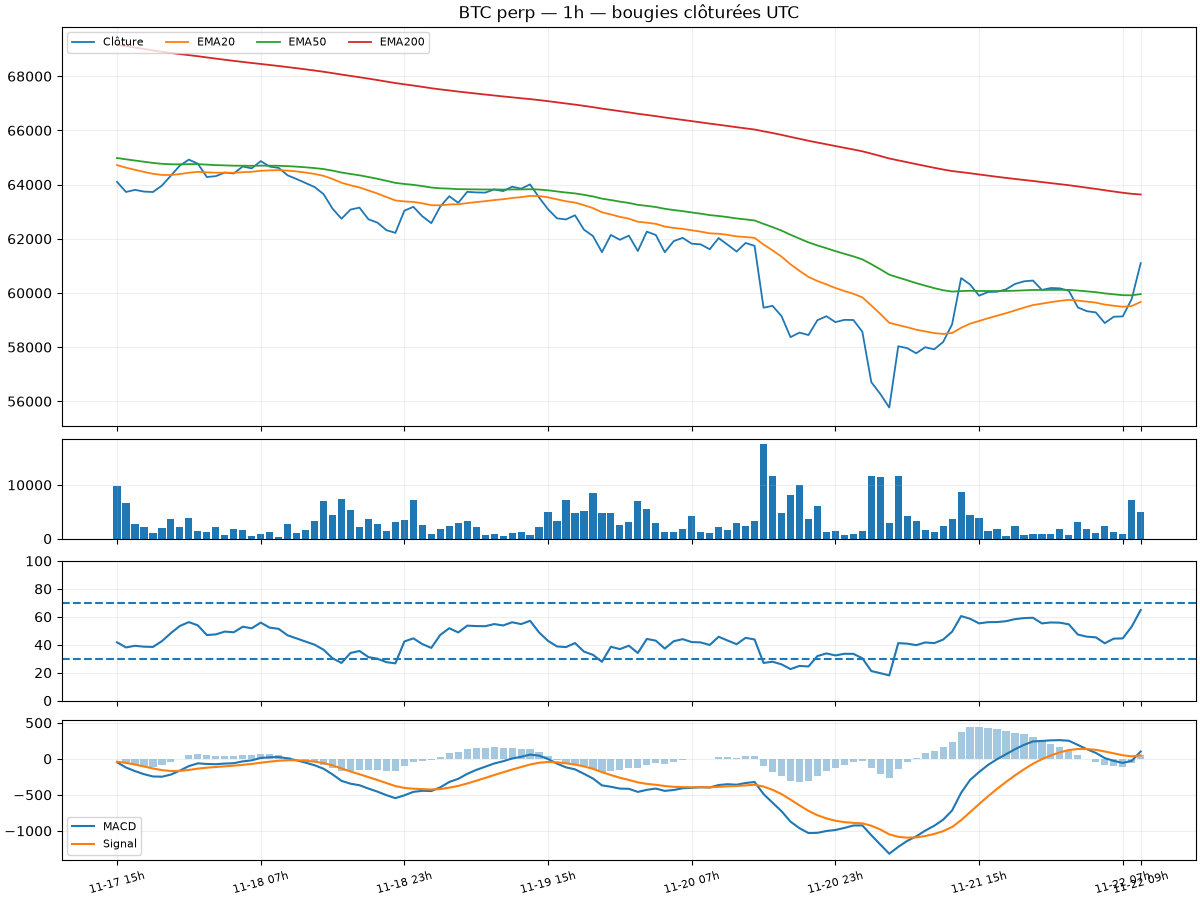 BTC perp — 1h — bougies clôturées UTC
Clôture EMA20 EMA50 EMA200
68000
66000
64000
62000
60000
58000
56000
10000
0
100
80
60
40
20
0
500
0
−500
−1000
MACD
Signal
11-17 15h
11-18 07h
11-18 23h
11-19 15h
11-20 07h
11-20 23h
11-21 15h
11-22 07h
11-22 09h